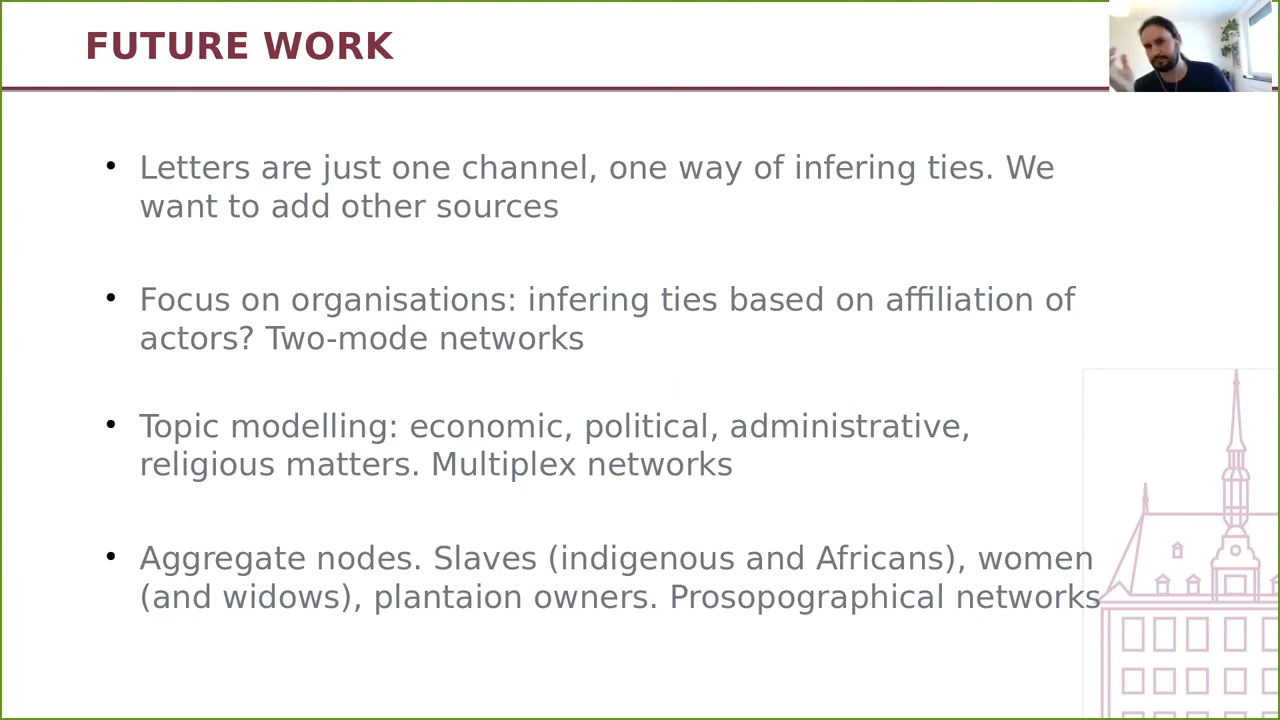 FUTURE WORK
• Letters are just one channel, one way of infering ties. We
want to add other sources
• Focus on organisations: infering ties based on affiliation of
actors? Two-mode networks
• Topic modelling: economic, political, administrative,
religious matters. Multiplex networks
• Aggregate nodes. Slaves (indigenous and Africans), women
(and widows), plantaion owners. Prosopographical networks